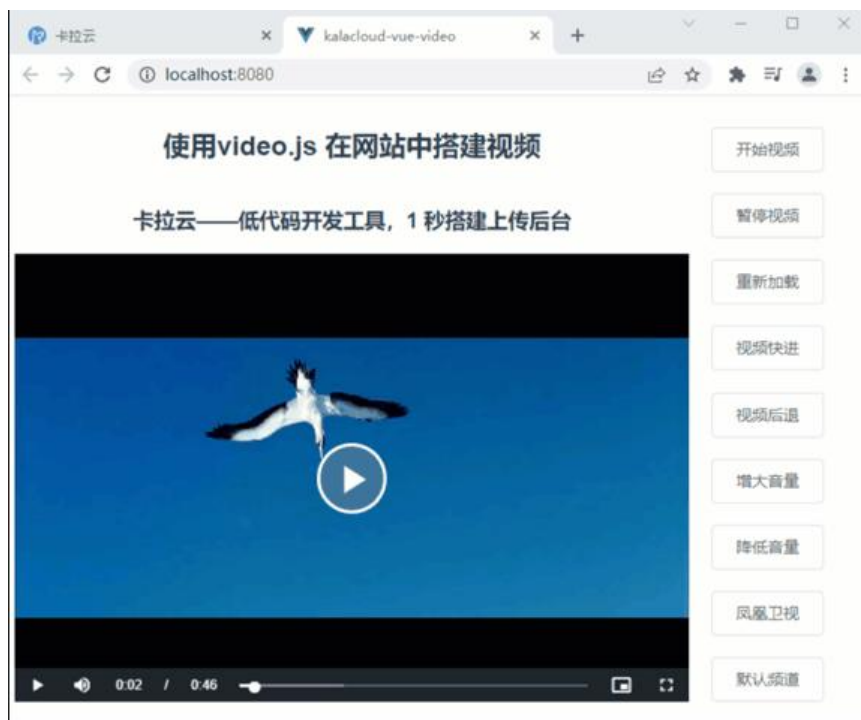 卡拉云
kalacloud-vue-video
localhost:8080
使用video.js 在网站中搭建视频
卡拉云——低代码开发工具，1 秒搭建上传后台
开始视频
暂停视频
重新加载
视频快进
视频后退
增大音量
降低音量
凤凰卫视
默认频道
0:02 / 0:46